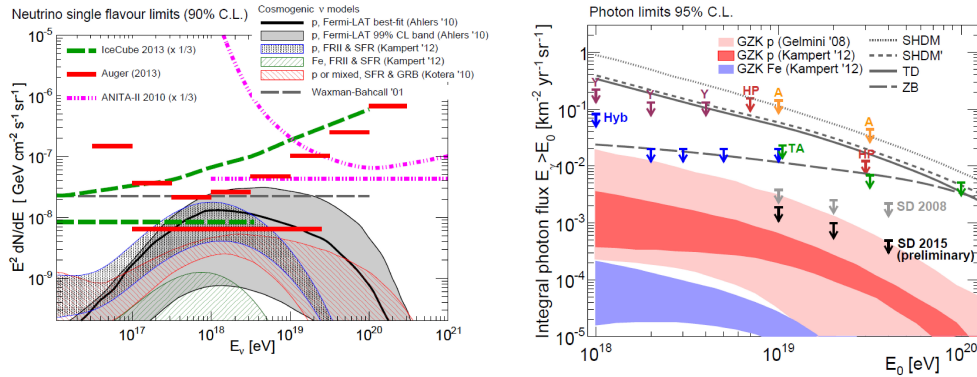 Neutrino single flavour limits (90% C.L.)
E² dN/dE [ GeV cm⁻² s⁻¹ sr⁻¹ ]
10⁻⁵
10⁻⁶
10⁻⁷
10⁻⁸
10⁻⁹
IceCube 2013 (x 1/3)
Auger (2013)
ANITA-II 2010 (x 1/3)
Cosmogenic ν models
p, Fermi-LAT best-fit (Ahlers '10)
p, Fermi-LAT 99% CL band (Ahlers '10)
p, FRII & SFR (Kampert '12)
Fe, FRII & SFR (Kampert '12)
p or mixed, SFR & GRB (Kotera '10)
Waxman-Bahcall '01
10¹⁷ 10¹⁸ 10¹⁹ 10²⁰ 10²¹
Eν [eV]
Photon limits 95% C.L.
Integral photon flux Eγ>E₀ [km⁻² yr⁻¹ sr⁻¹]
1
10⁻¹
10⁻²
10⁻³
10⁻⁴
10⁻⁵
GZK p (Gelmini '08)
GZK p (Kampert '12)
GZK Fe (Kampert '12)
SHDM
SHDM'
TD
ZB
Y
Y
Y
HP
A
A
Hyb
TA
HP
SD 2008
SD 2015
(preliminary)
10¹⁸ 10¹⁹ 10²⁰
E₀ [eV]